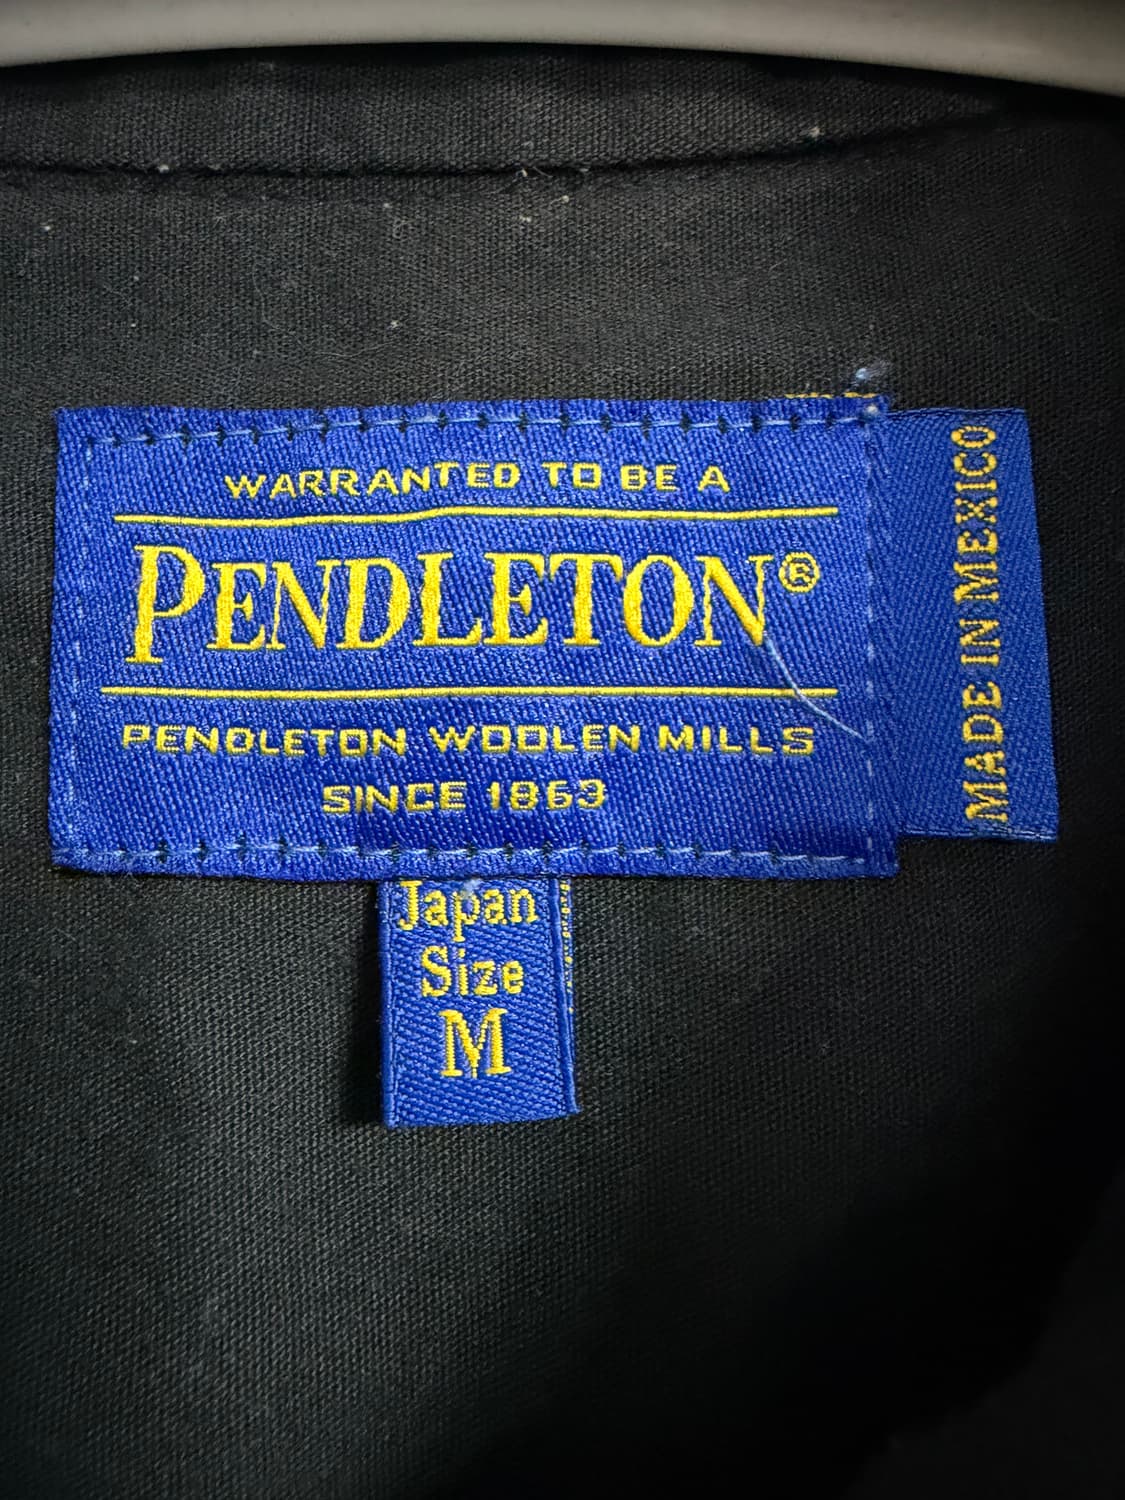 WARRANTED TO BE A
PENDLETON®
PENDLETON WOOLEN MILLS
SINCE 1863
MADE IN MEXICO
Japan
Size
M